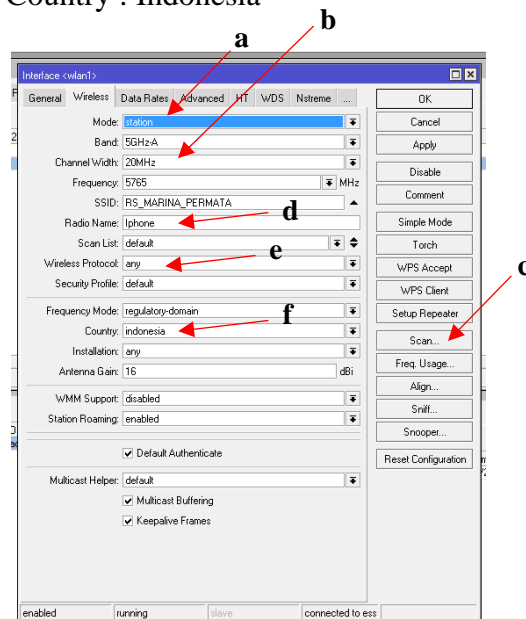 Country : Indonesia
a
b
Interface <wlan1>
General Wireless Data Rates Advanced HT WDS Nstreme ...
Mode: station
Band: 5GHz-A
Channel Width: 20MHz
Frequency: 5765 MHz
SSID: RS_MARINA_PERMATA
d
Radio Name: Iphone
Scan List: default
e
Wireless Protocol: any
Security Profile: default
Frequency Mode: regulatory-domain
f
Country: indonesia
Installation: any
Antenna Gain: 16 dBi
WMM Support: disabled
Station Roaming: enabled
Default Authenticate
Multicast Helper: default
Multicast Buffering
Keepalive Frames
OK
Cancel
Apply
Disable
Comment
Simple Mode
Torch
c
WPS Accept
WPS Client
Setup Repeater
Scan...
Freq. Usage...
Align...
Sniff...
Snooper...
Reset Configuration
enabled running slave connected to ess